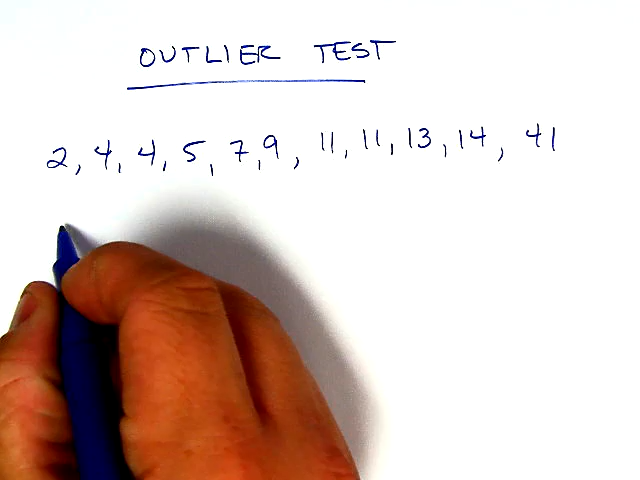 OUTLIER TEST
2, 4, 4, 5, 7, 9, 11, 11, 13, 14, 41